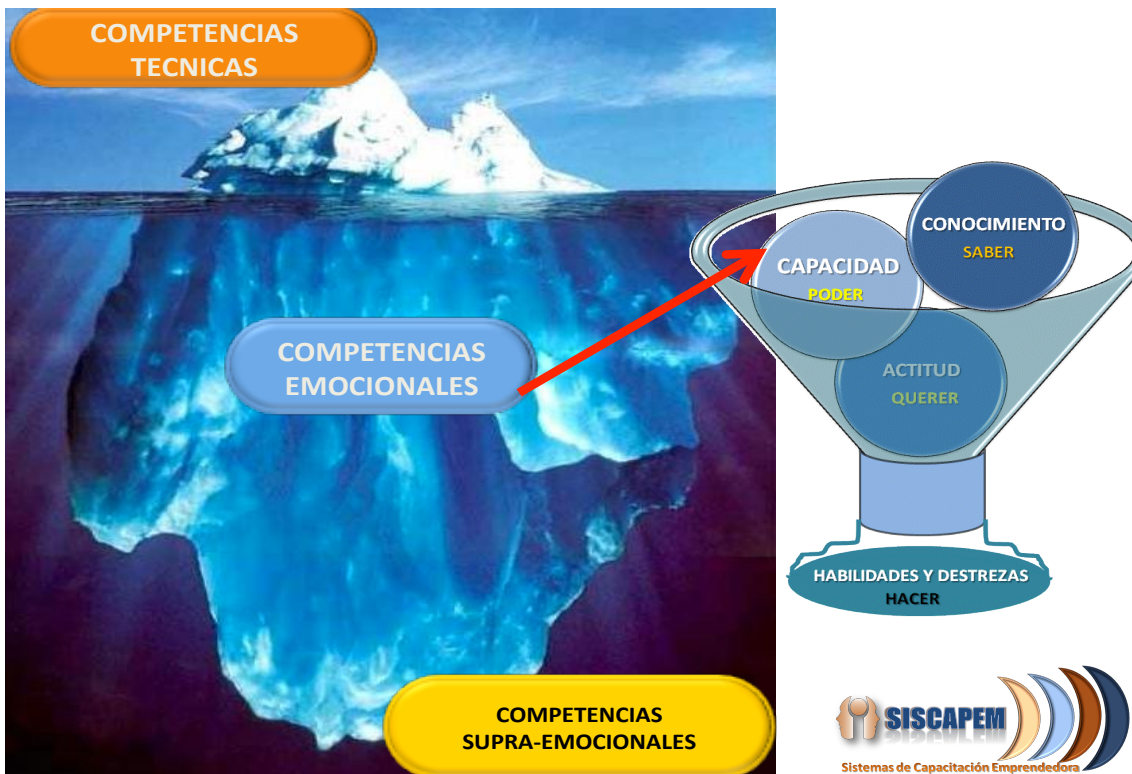 COMPETENCIAS
TECNICAS
CONOCIMIENTO
SABER
CAPACIDAD
PODER
COMPETENCIAS
EMOCIONALES
ACTITUD
QUERER
HABILIDADES Y DESTREZAS
HACER
COMPETENCIAS
SUPRA-EMOCIONALES
SISCAPEM
Sistemas de Capacitación Emprendedora